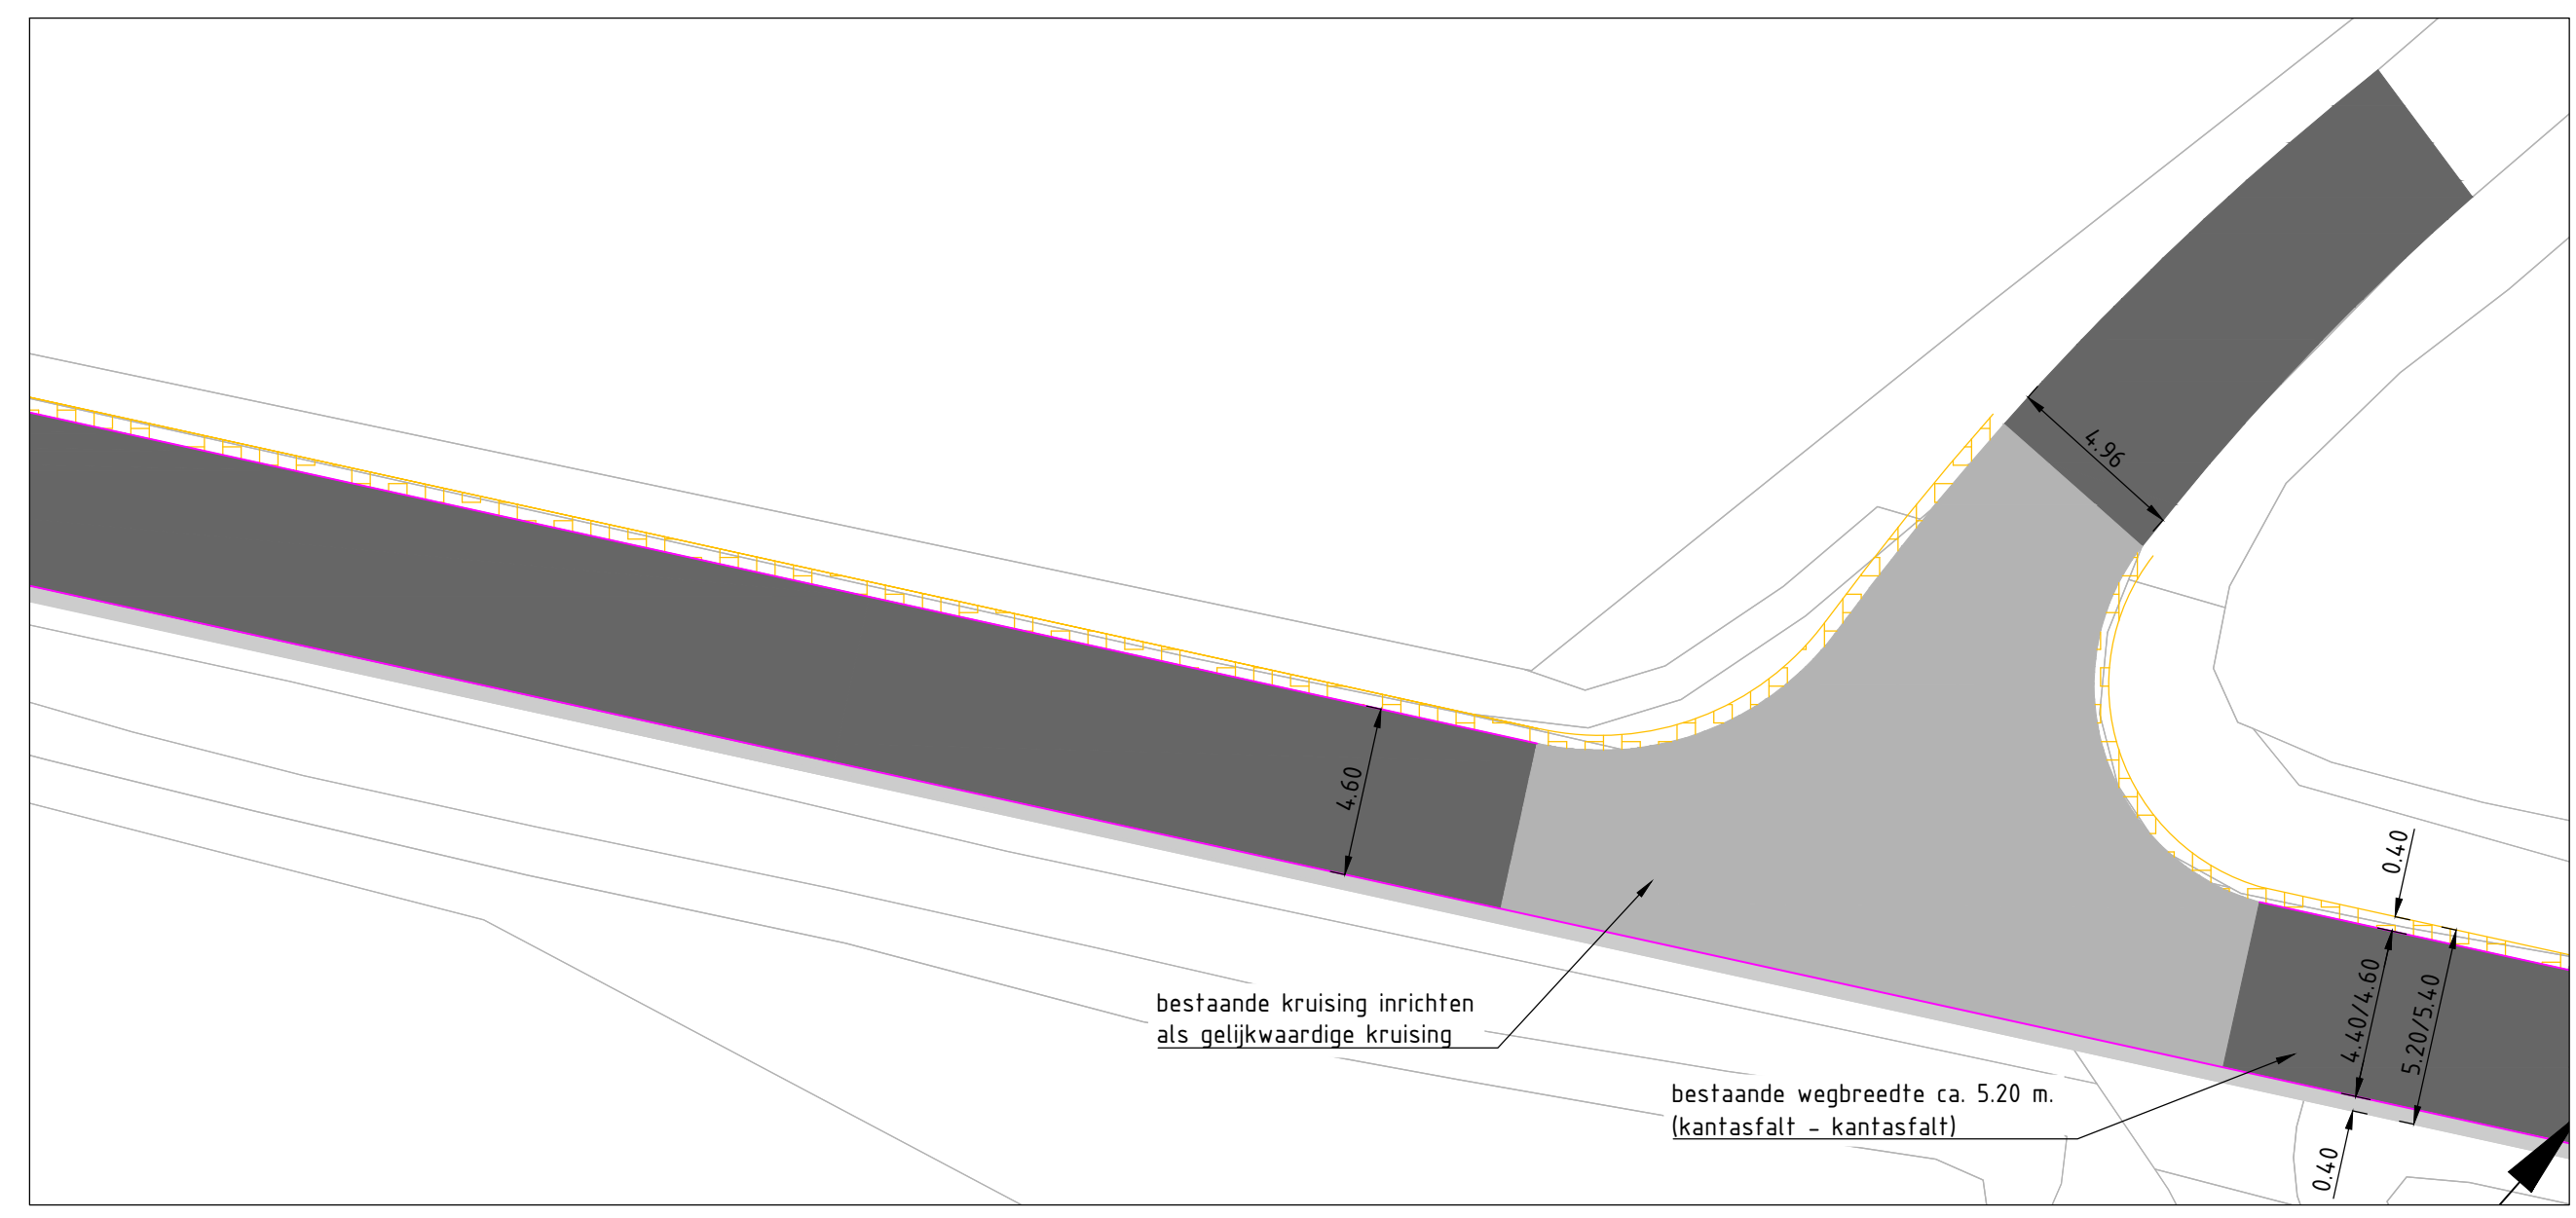 4.96
4.60
0.40
4.40/4.60
5.20/5.40
bestaande kruising inrichten
als gelijkwaardige kruising
bestaande wegbreedte ca. 5.20 m.
(kantasfalt - kantasfalt)
0.40